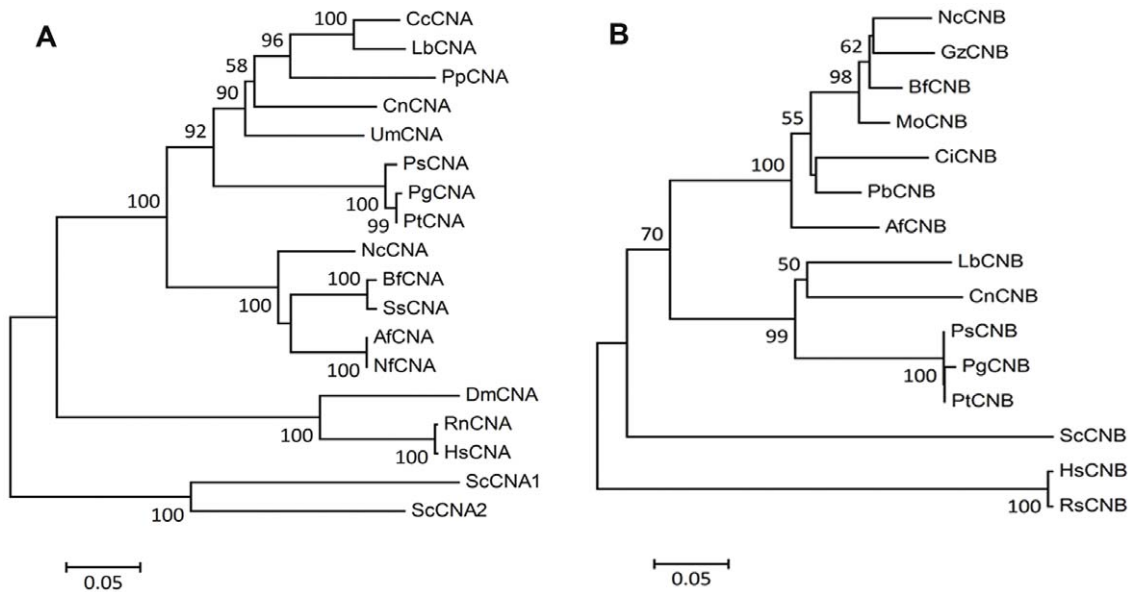 A
100
CcCNA
LbCNA
96
PpCNA
58
CnCNA
90
UmCNA
92
PsCNA
PgCNA
100
PtCNA
99
100
NcCNA
BfCNA
100
SsCNA
100
AfCNA
NfCNA
100
DmCNA
RnCNA
100
HsCNA
100
ScCNA1
ScCNA2
100
0.05
B
NcCNB
62
GzCNB
98
BfCNB
MoCNB
55
CiCNB
100
PbCNB
AfCNB
70
50
LbCNB
CnCNB
99
PsCNB
PgCNB
100
PtCNB
ScCNB
HsCNB
100
RsCNB
0.05